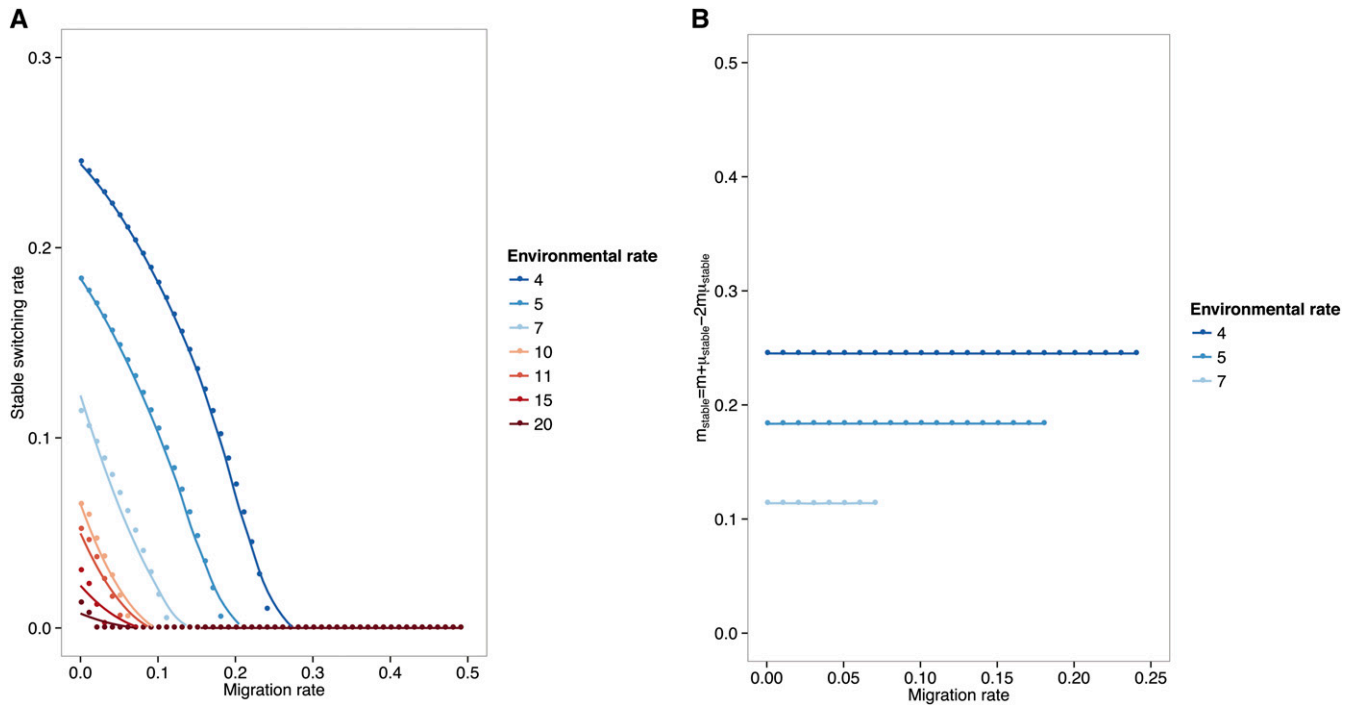 A
0.3
0.2
0.1
0.0
Stable switching rate
0.0 0.1 0.2 0.3 0.4 0.5
Migration rate
Environmental rate
4
5
7
10
11
15
20
B
0.5
0.4
0.3
0.2
0.1
0.0
mstable=m+μstable−2mμstable
0.00 0.05 0.10 0.15 0.20 0.25
Migration rate
Environmental rate
4
5
7